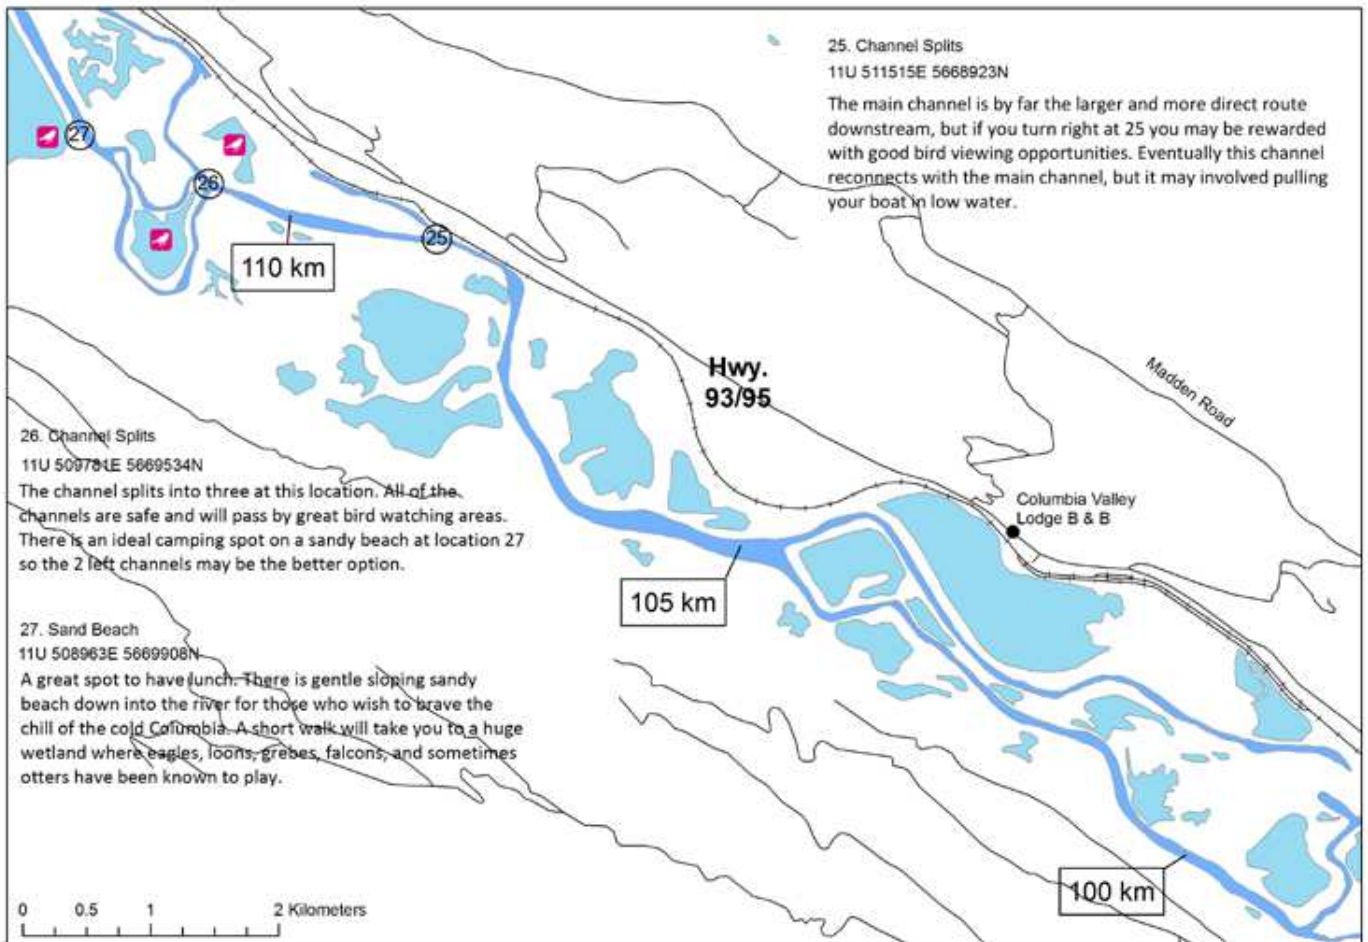 25. Channel Splits
11U 511515E 5668923N
The main channel is by far the larger and more direct route
downstream, but if you turn right at 25 you may be rewarded
with good bird viewing opportunities. Eventually this channel
reconnects with the main channel, but it may involved pulling
your boat in low water.
27
26
25
110 km
Hwy.
93/95
Madden Road
26. Channel Splits
11U 509781E 5669534N
The channel splits into three at this location. All of the
channels are safe and will pass by great bird watching areas.
There is an ideal camping spot on a sandy beach at location 27
so the 2 left channels may be the better option.
Columbia Valley
Lodge B & B
105 km
27. Sand Beach
11U 508963E 5669908N
A great spot to have lunch. There is gentle sloping sandy
beach down into the river for those who wish to brave the
chill of the cold Columbia. A short walk will take you to a huge
wetland where eagles, loons, grebes, falcons, and sometimes
otters have been known to play.
100 km
0 0.5 1 2 Kilometers